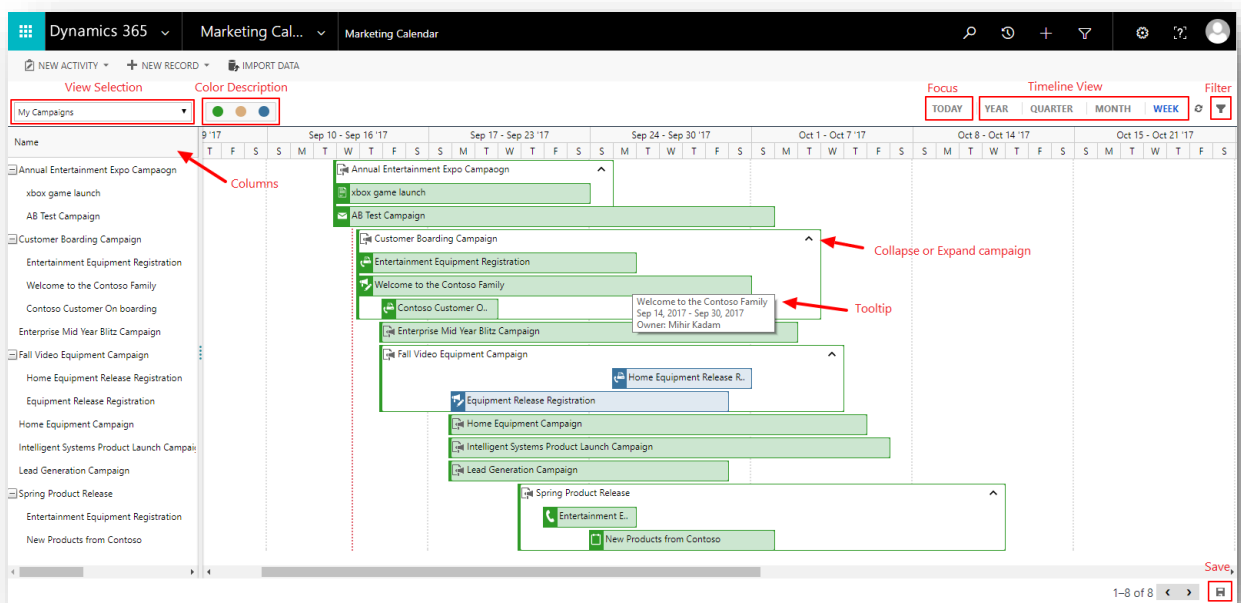 Dynamics 365 Marketing Cal... Marketing Calendar
NEW ACTIVITY NEW RECORD IMPORT DATA
View Selection Color Description Focus Timeline View Filter
My Campaigns TODAY YEAR QUARTER MONTH WEEK
Name
9 '17 Sep 10 - Sep 16 '17 Sep 17 - Sep 23 '17 Sep 24 - Sep 30 '17 Oct 1 - Oct 7 '17 Oct 8 - Oct 14 '17 Oct 15 - Oct 21 '17
T F S S M T W T F S S M T W T F S S M T W T F S S M T W T F S S M T W T F S S M T W T F S
Columns
Annual Entertainment Expo Campaogn Annual Entertainment Expo Campaogn
xbox game launch xbox game launch
AB Test Campaign AB Test Campaign
Customer Boarding Campaign Customer Boarding Campaign
Collapse or Expand campaign
Entertainment Equipment Registration Entertainment Equipment Registration
Welcome to the Contoso Family Welcome to the Contoso Family
Welcome to the Contoso Family
Sep 14, 2017 - Sep 30, 2017
Owner: Mihir Kadam
Tooltip
Contoso Customer On boarding Contoso Customer O..
Enterprise Mid Year Blitz Campaign Enterprise Mid Year Blitz Campaign
Fall Video Equipment Campaign Fall Video Equipment Campaign
Home Equipment Release Registration Home Equipment Release R..
Equipment Release Registration Equipment Release Registration
Home Equipment Campaign Home Equipment Campaign
Intelligent Systems Product Launch Campai Intelligent Systems Product Launch Campaign
Lead Generation Campaign Lead Generation Campaign
Spring Product Release Spring Product Release
Entertainment Equipment Registration Entertainment E..
New Products from Contoso New Products from Contoso
Save
1–8 of 8